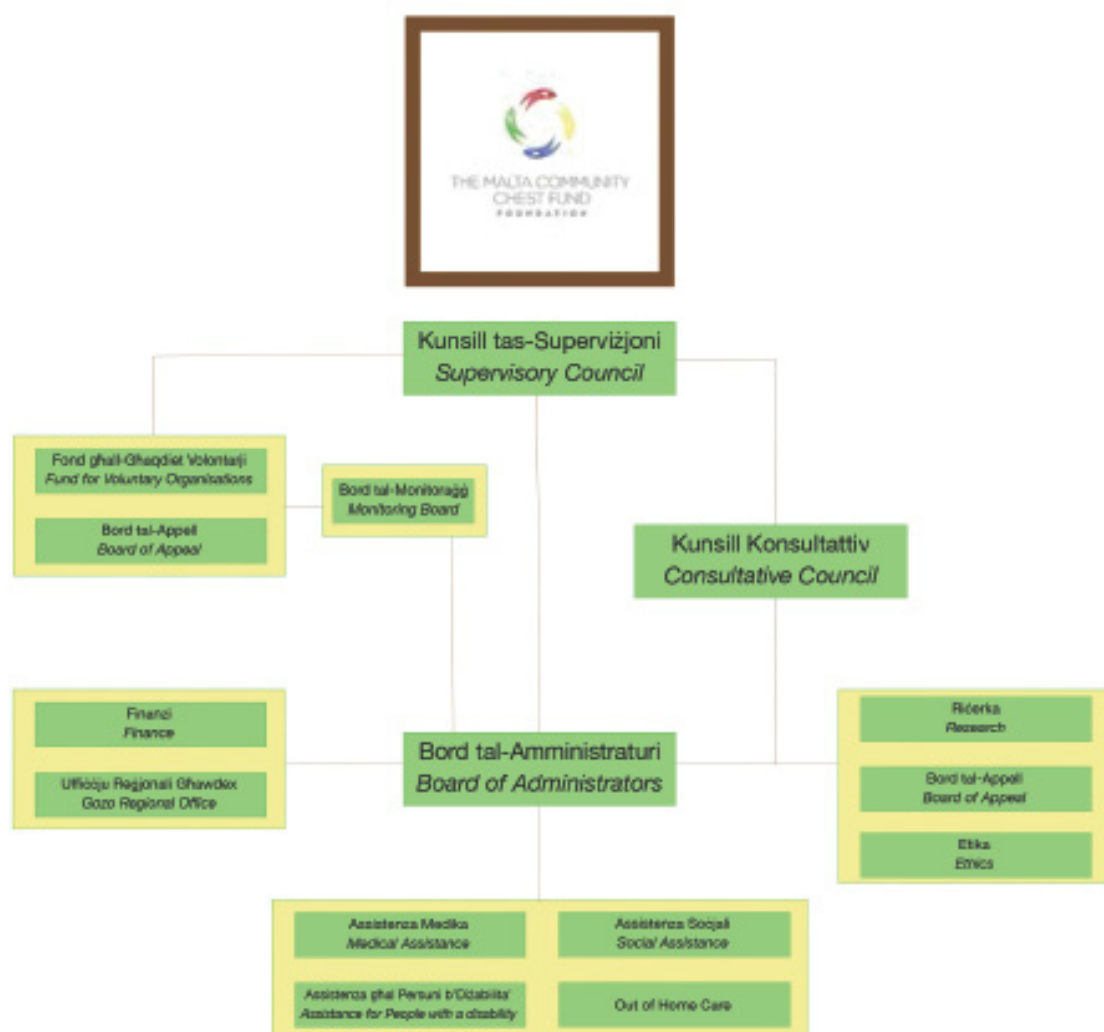 THE MALTA COMMUNITY
CHEST FUND
FOUNDATION
Kunsill tas-Superviżjoni
Supervisory Council
Fond għall-Għaqdiet Volontarji
Fund for Voluntary Organisations
Bord tal-Appell
Board of Appeal
Bord tal-Monitoraġġ
Monitoring Board
Kunsill Konsultattiv
Consultative Council
Finanzi
Finance
Uffiċċju Reġjonali Għawdex
Gozo Regional Office
Bord tal-Amministraturi
Board of Administrators
Riċerka
Research
Bord tal-Appell
Board of Appeal
Etika
Ethics
Assistenza Medika
Medical Assistance
Assistenza Soċjali
Social Assistance
Assistenza għal Persuni b'Diżabilita'
Assistance for People with a disability
Out of Home Care